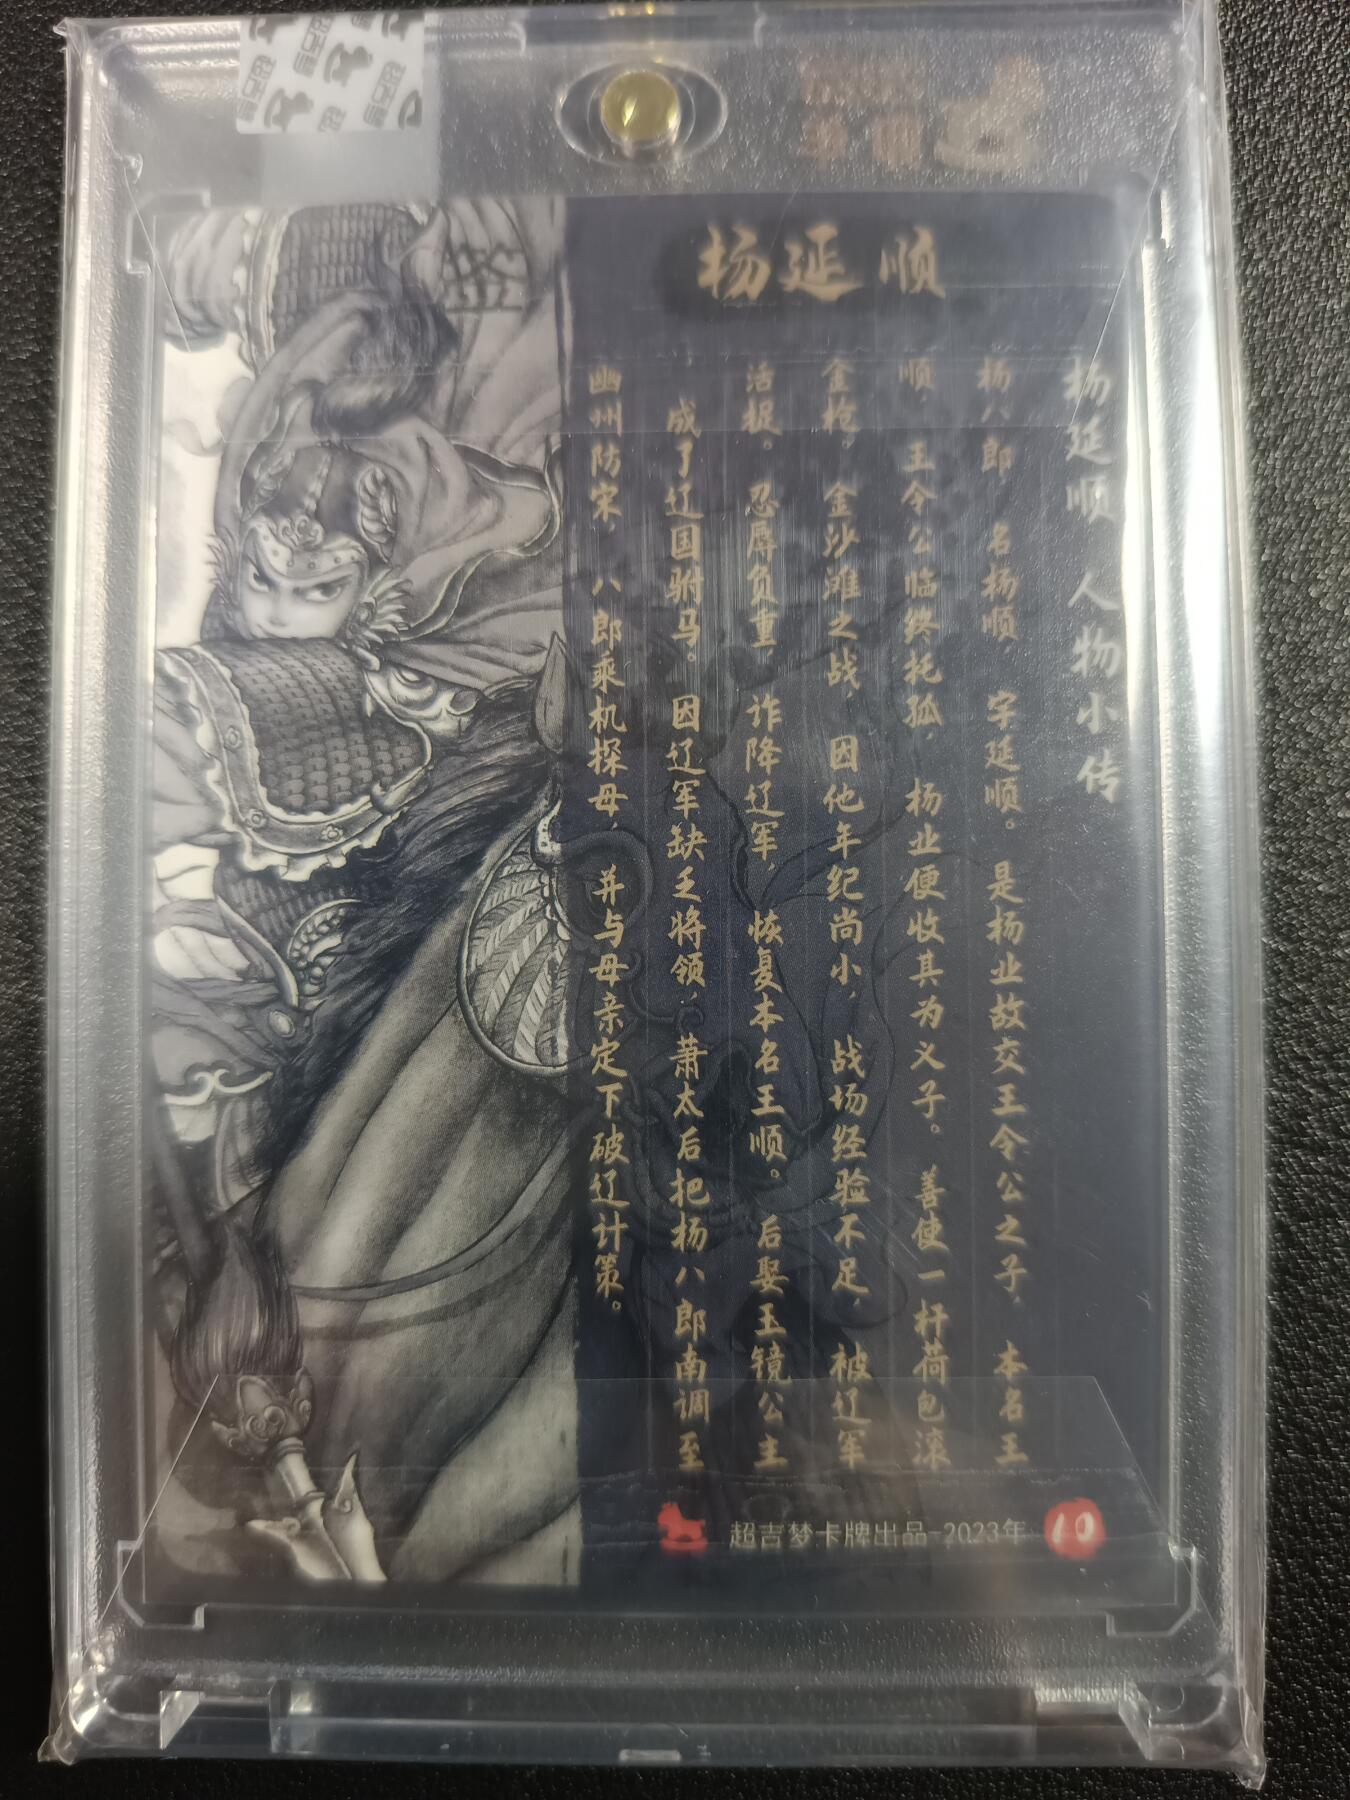 签
杨延顺
杨延顺人物小传
杨八郎，名杨顺，字延顺。是杨业故交王令公之子，本名王
顺，王令公临终托孤，杨业便收其为义子。善使一杆荷包滚
金枪。金沙滩之战，因他年纪尚小，战场经验不足，被辽军
活捉。忍辱负重，诈降辽军，恢复本名王顺。后娶玉镜公主
，成了辽国驸马。因辽军缺乏将领，萧太后把杨八郎南调至
幽州防宋，八郎乘机探母，并与母亲定下破辽计策。
超吉梦卡牌出品-2023年
10